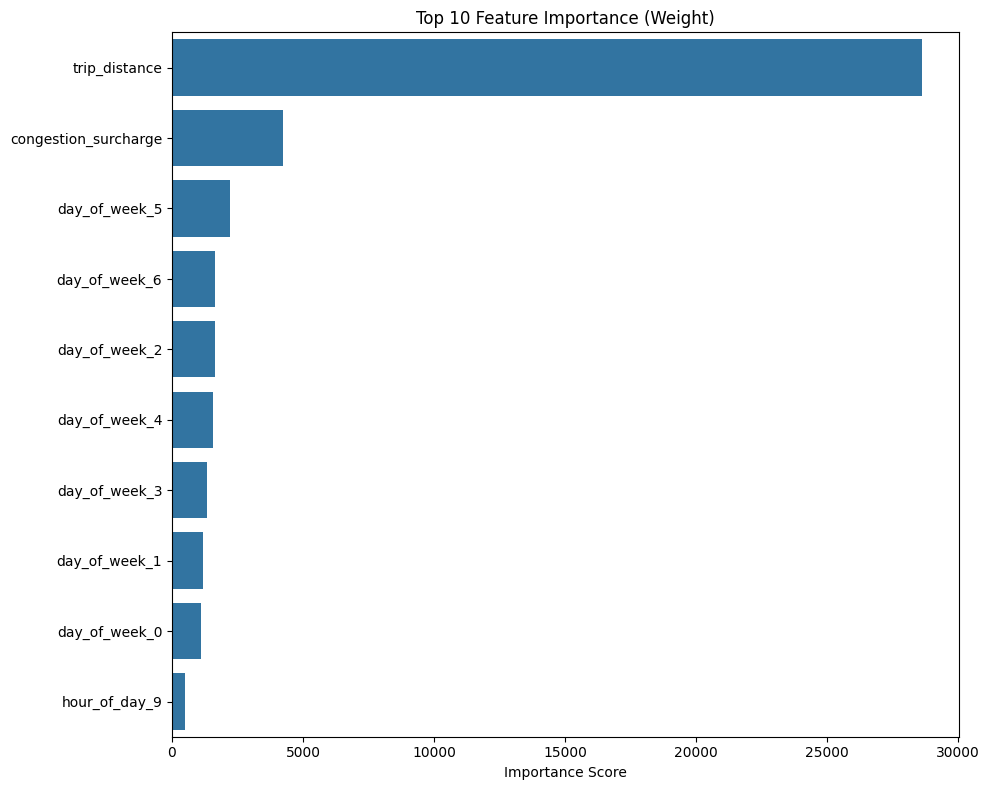 Top 10 Feature Importance (Weight)
trip_distance
congestion_surcharge
day_of_week_5
day_of_week_6
day_of_week_2
day_of_week_4
day_of_week_3
day_of_week_1
day_of_week_0
hour_of_day_9
0 5000 10000 15000 20000 25000 30000
Importance Score